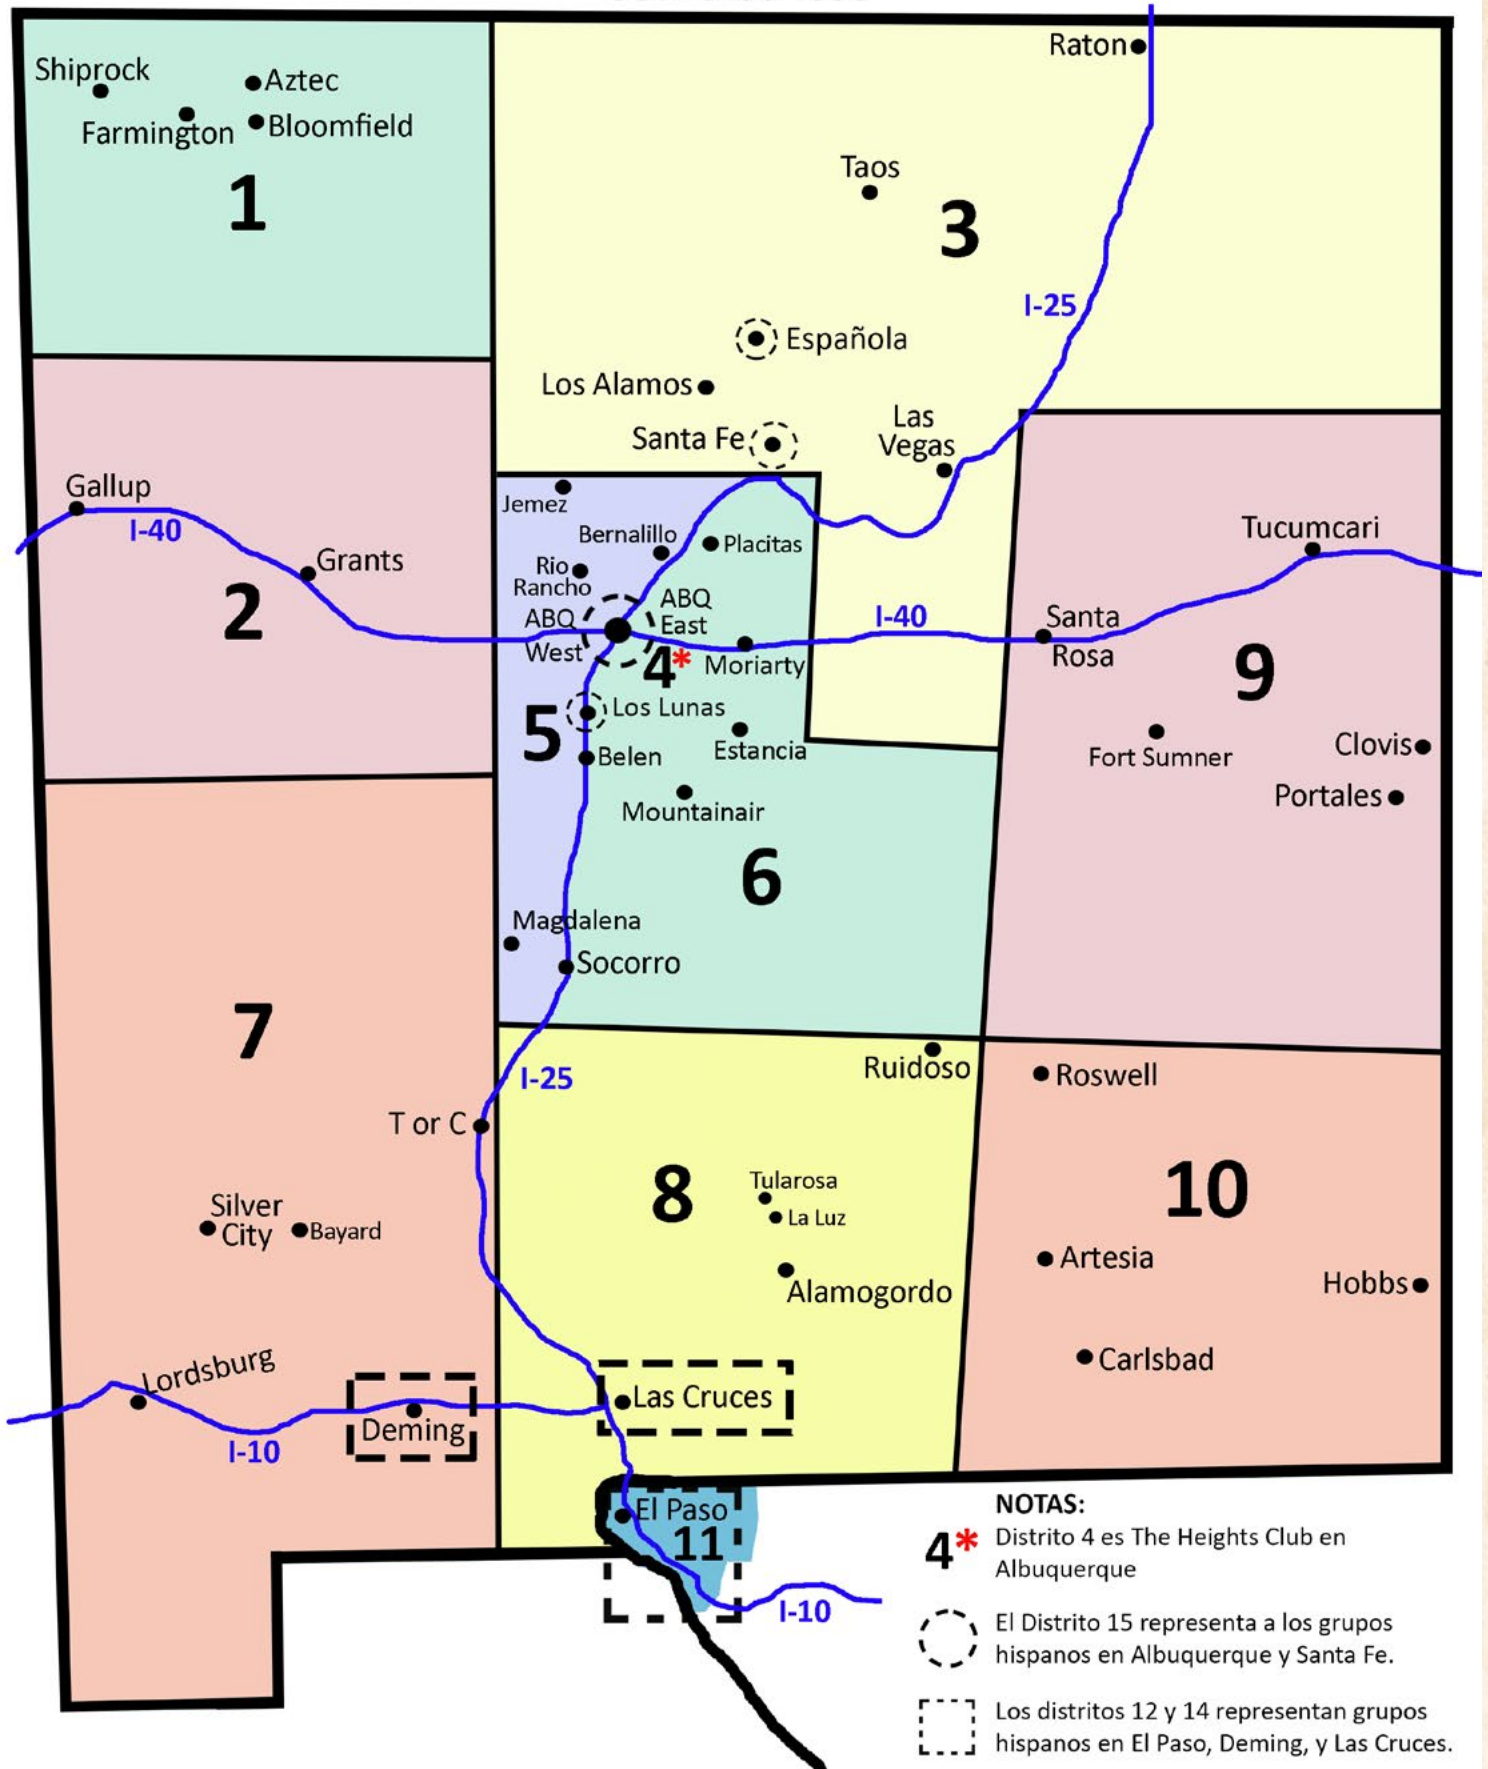 Raton
Shiprock
Aztec
Farmington
Bloomfield
1
Taos
3
I-25
Española
Los Alamos
Santa Fe
Las
Vegas
Gallup
I-40
Grants
2
Jemez
Bernalillo
Placitas
Rio
Rancho
ABQ
West
ABQ
East
4*
Moriarty
I-40
Tucumcari
Santa
Rosa
9
5
Los Lunas
Estancia
Belen
Mountainair
Fort Sumner
Clovis
Portales
6
Magdalena
Socorro
7
I-25
T or C
Ruidoso
Roswell
8
Tularosa
La Luz
Alamogordo
10
Artesia
Hobbs
Carlsbad
Silver
City
Bayard
Lordsburg
I-10
Deming
Las Cruces
El Paso
11
I-10
NOTAS:
4* Distrito 4 es The Heights Club en
Albuquerque
El Distrito 15 representa a los grupos
hispanos en Albuquerque y Santa Fe.
Los distritos 12 y 14 representan grupos
hispanos en El Paso, Deming, y Las Cruces.